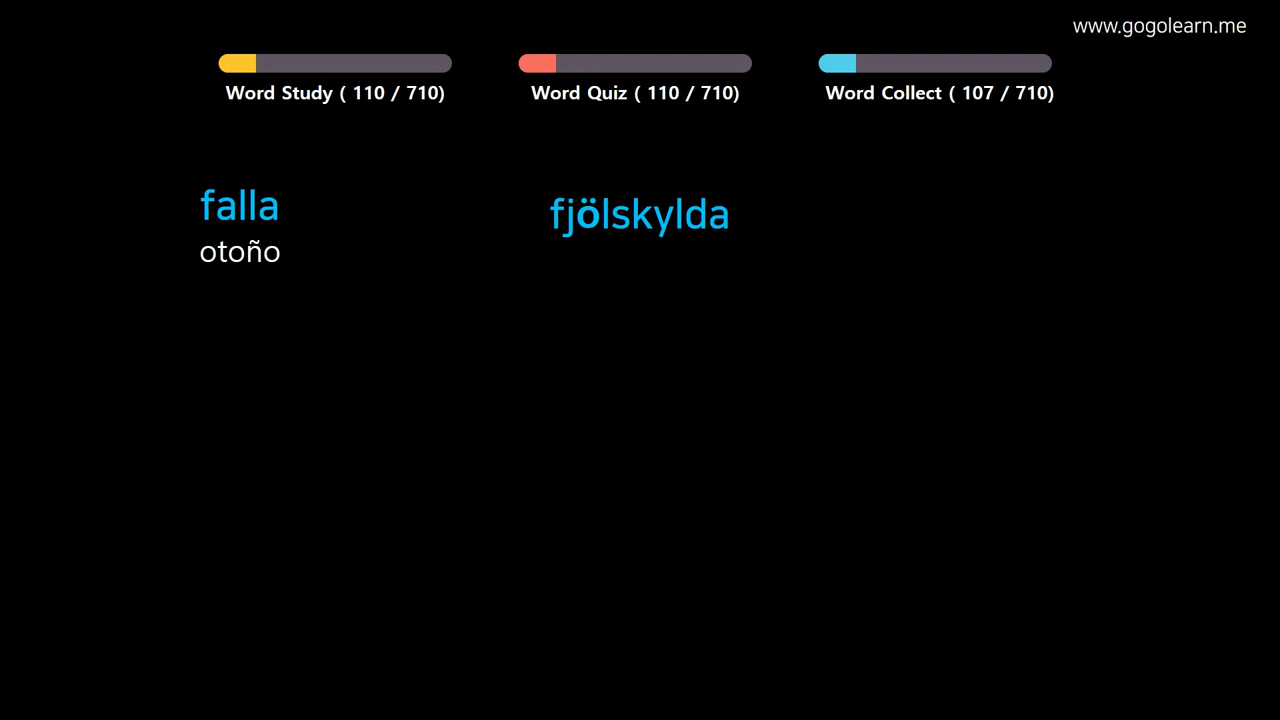 www.gogolearn.me
Word Study ( 110 / 710)
Word Quiz ( 110 / 710)
Word Collect ( 107 / 710)
falla
otoño
fjölskylda